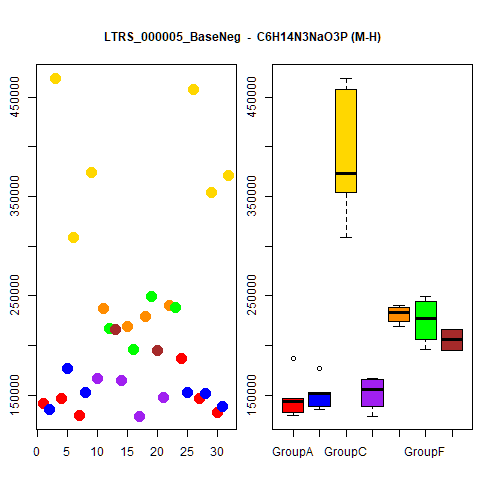 LTRS_000005_BaseNeg - C6H14N3NaO3P (M-H)
450000
350000
250000
150000
0 5 10 15 20 25 30
450000
350000
250000
150000
GroupA GroupC GroupF